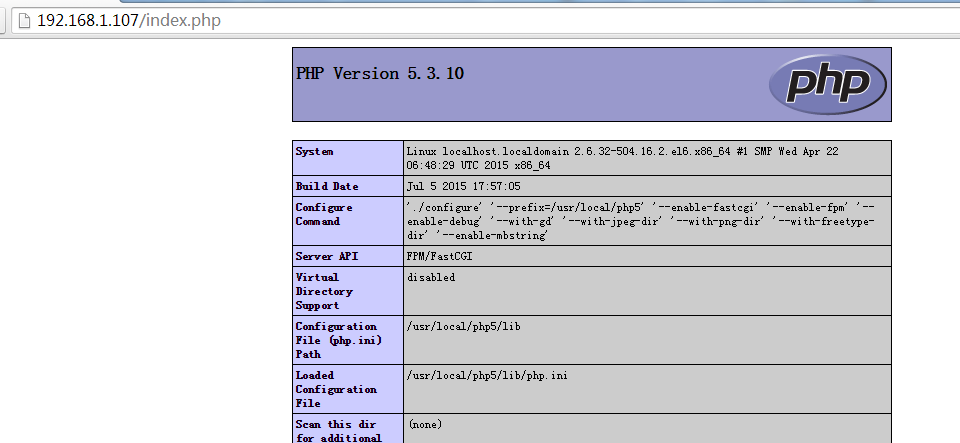 192.168.1.107/index.php
PHP Version 5.3.10
php
System
Linux localhost.localdomain 2.6.32-504.16.2.el6.x86_64 #1 SMP Wed Apr 22
06:48:29 UTC 2015 x86_64
Build Date
Jul 5 2015 17:57:05
Configure
Command
'./configure' '--prefix=/usr/local/php5' '--enable-fastcgi' '--enable-fpm' '--
enable-debug' '--with-gd' '--with-jpeg-dir' '--with-png-dir' '--with-freetype-
dir' '--enable-mbstring'
Server API
FPM/FastCGI
Virtual
Directory
Support
disabled
Configuration
File (php.ini)
Path
/usr/local/php5/lib
Loaded
Configuration
File
/usr/local/php5/lib/php.ini
Scan this dir
for additional
(none)